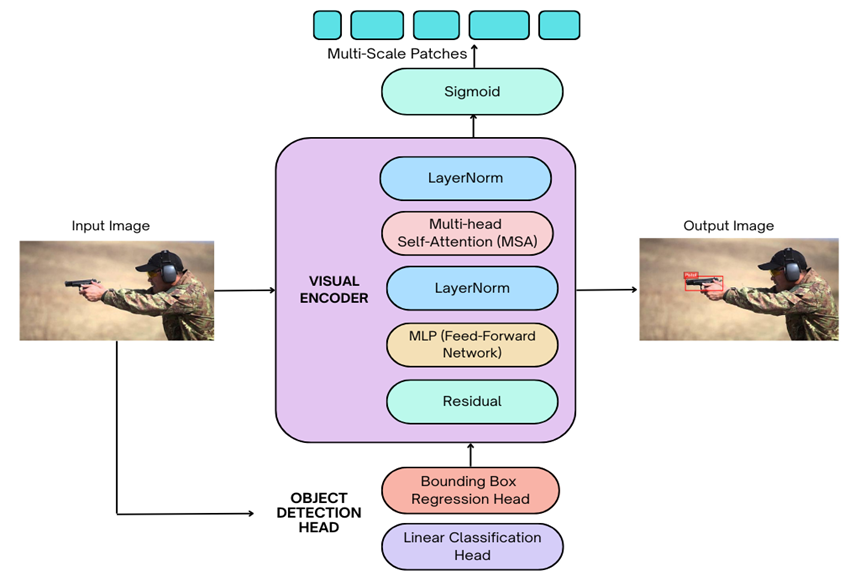 Multi-Scale Patches
Sigmoid
LayerNorm
Multi-head
Self-Attention (MSA)
Input Image
Output Image
VISUAL
ENCODER
LayerNorm
Pistol
MLP (Feed-Forward
Network)
Residual
Bounding Box
Regression Head
OBJECT
DETECTION
HEAD
Linear Classification
Head